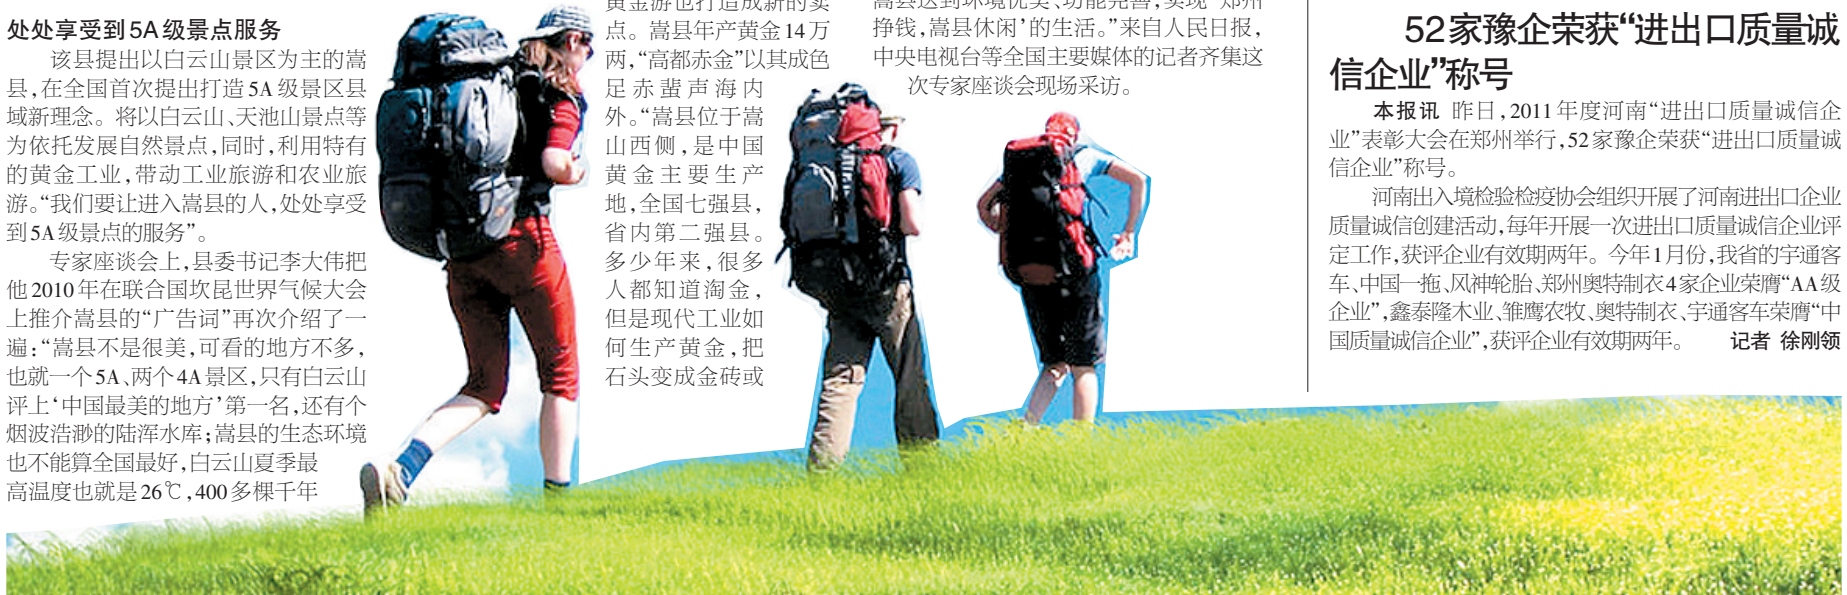 处处享受到5A级景点服务
该县提出以白云山景区为主的嵩
县,在全国首次提出打造5A级景区县
域新理念。将以白云山、天池山景点等
为依托发展自然景点,同时,利用特有
的黄金工业,带动工业旅游和农业旅
游。“我们要让进入嵩县的人,处处享受
到5A级景点的服务”。
专家座谈会上,县委书记李大伟把
他2010年在联合国坎昆世界气候大会
上推介嵩县的“广告词”再次介绍了一
遍:“嵩县不是很美,可看的地方不多,
也就一个5A、两个4A景区,只有白云山
评上‘中国最美的地方’第一名,还有个
烟波浩渺的陆浑水库;嵩县的生态环境
也不能算全国最好,白云山夏季最
高温度也就是26℃,400多棵千年
黄金游也打造成新的卖
点。嵩县年产黄金14万
两,“高都赤金”以其成色
足赤蜚声海内
外。“嵩县位于嵩
山西侧,是中国
黄金主要生产
地,全国七强县,
省内第二强县。
多少年来,很多
人都知道淘金,
但是现代工业如
何生产黄金,把
石头变成金砖或
嵩县达到环境优美、功能完善,实现‘郑州
挣钱,嵩县休闲’的生活。”来自人民日报,
中央电视台等全国主要媒体的记者齐集这
次专家座谈会现场采访。
52家豫企荣获“进出口质量诚
信企业”称号
本报讯 昨日,2011年度河南“进出口质量诚信企
业”表彰大会在郑州举行,52家豫企荣获“进出口质量诚
信企业”称号。
河南出入境检验检疫协会组织开展了河南进出口企业
质量诚信创建活动,每年开展一次进出口质量诚信企业评
定工作,获评企业有效期两年。今年1月份,我省的宇通客
车、中国一拖、风神轮胎、郑州奥特制衣4家企业荣膺“AA级
企业”,鑫泰隆木业、雏鹰农牧、奥特制衣、宇通客车荣膺“中
国质量诚信企业”,获评企业有效期两年。 记者 徐刚领